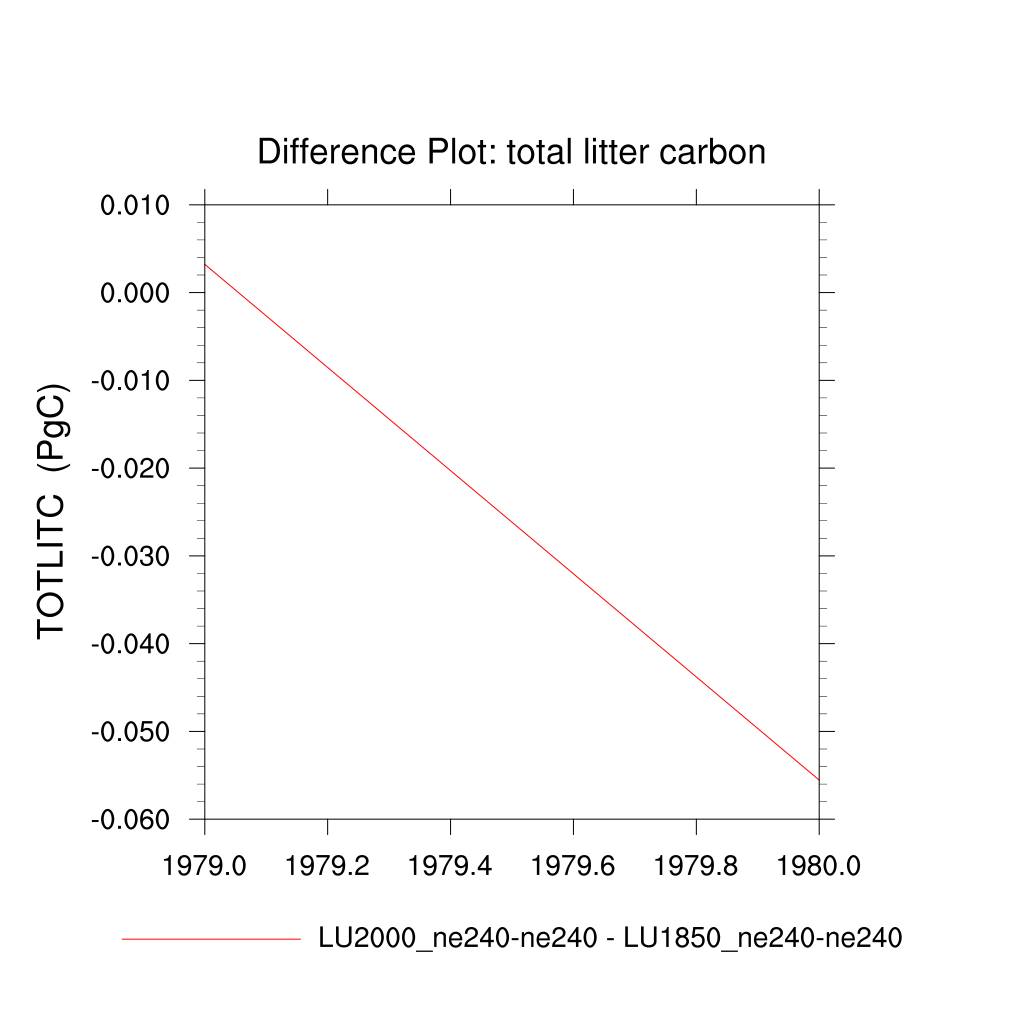 Difference Plot: total litter carbon
0.010
0.000
-0.010
-0.020
-0.030
-0.040
-0.050
-0.060
TOTLITC (PgC)
1979.0 1979.2 1979.4 1979.6 1979.8 1980.0
LU2000_ne240-ne240 - LU1850_ne240-ne240